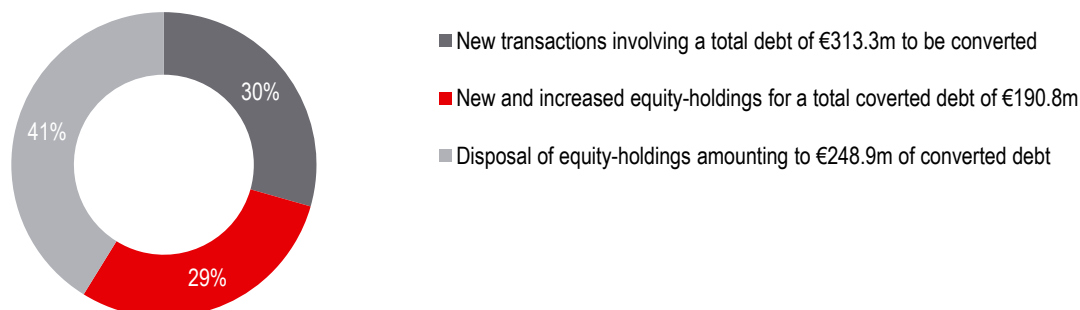 30%
New transactions involving a total debt of €313.3m to be converted
New and increased equity-holdings for a total coverted debt of €190.8m
41%
Disposal of equity-holdings amounting to €248.9m of converted debt
29%